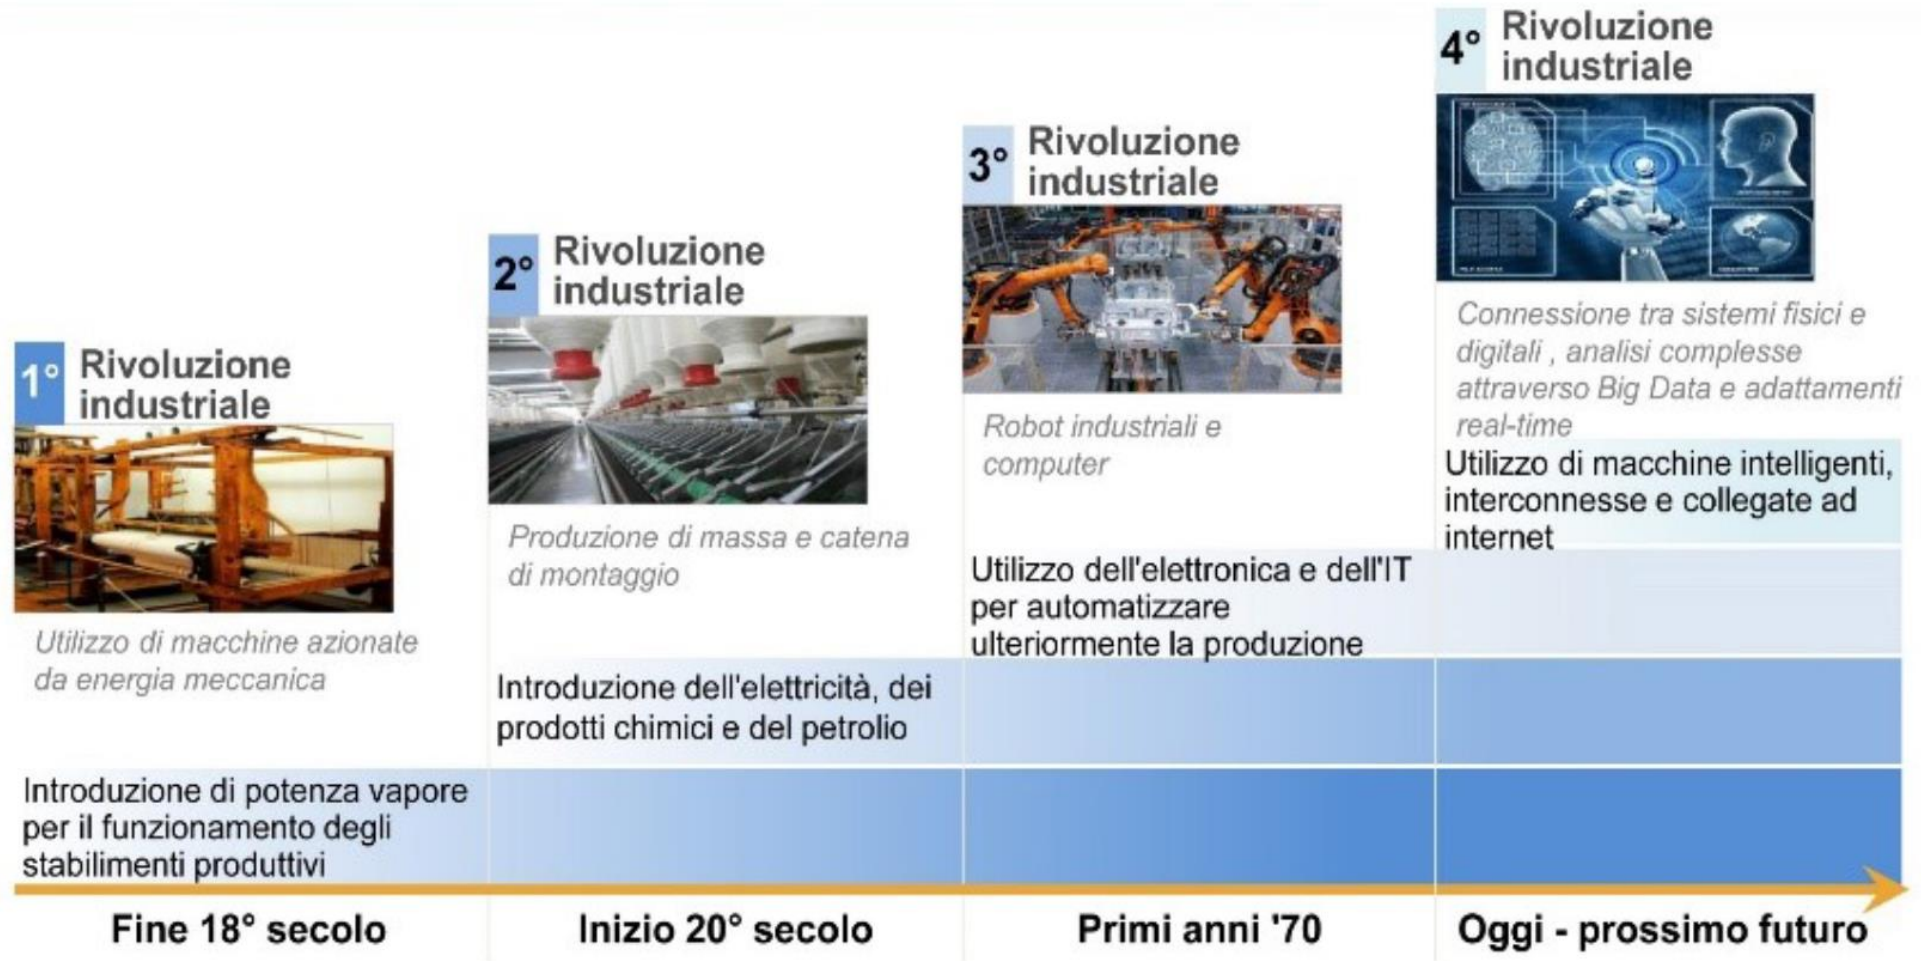 1° Rivoluzione
industriale
Utilizzo di macchine azionate
da energia meccanica
Introduzione di potenza vapore
per il funzionamento degli
stabilimenti produttivi
Fine 18° secolo
2° Rivoluzione
industriale
Produzione di massa e catena
di montaggio
Introduzione dell'elettricità, dei
prodotti chimici e del petrolio
Inizio 20° secolo
3° Rivoluzione
industriale
Robot industriali e
computer
Utilizzo dell'elettronica e dell'IT
per automatizzare
ulteriormente la produzione
Primi anni '70
4° Rivoluzione
industriale
Connessione tra sistemi fisici e
digitali , analisi complesse
attraverso Big Data e adattamenti
real-time
Utilizzo di macchine intelligenti,
interconnesse e collegate ad
internet
Oggi - prossimo futuro